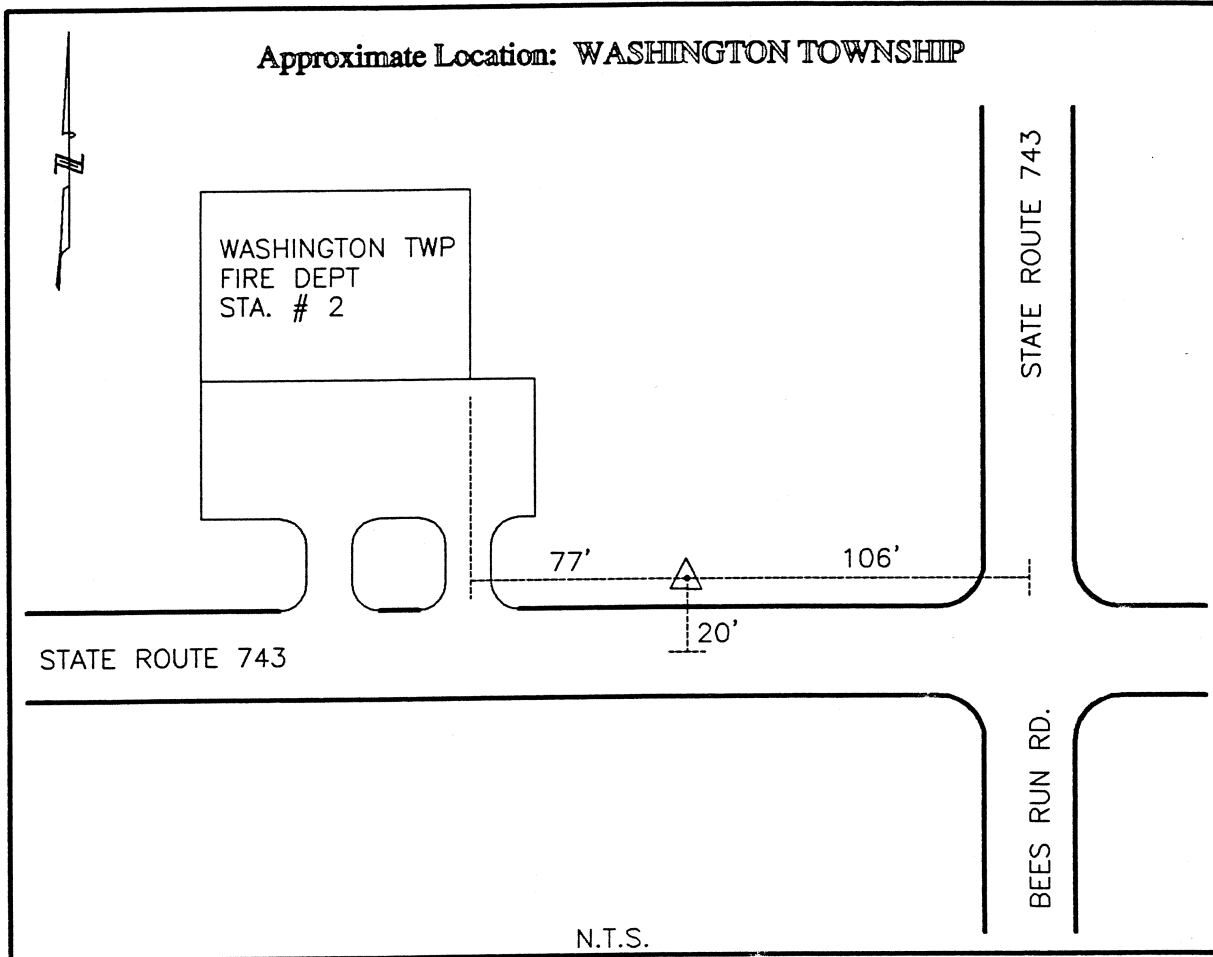 Approximate Location: WASHINGTON TOWNSHIP
N
WASHINGTON TWP
FIRE DEPT
STA. # 2
STATE ROUTE 743
77'
106'
20'
STATE ROUTE 743
BEES RUN RD.
N.T.S.